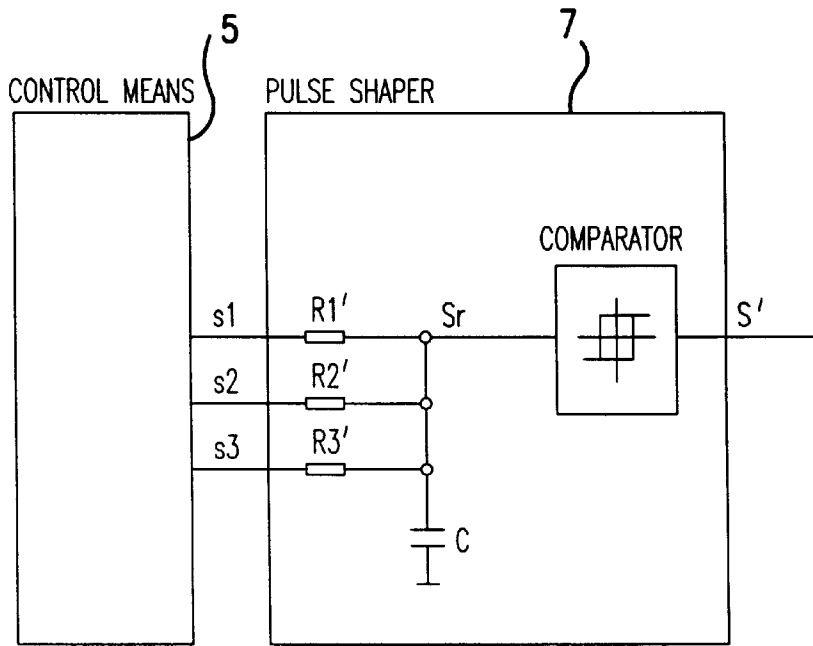 5
7
CONTROL MEANS
PULSE SHAPER
COMPARATOR
s1
R1'
Sr
S'
s2
R2'
s3
R3'
C